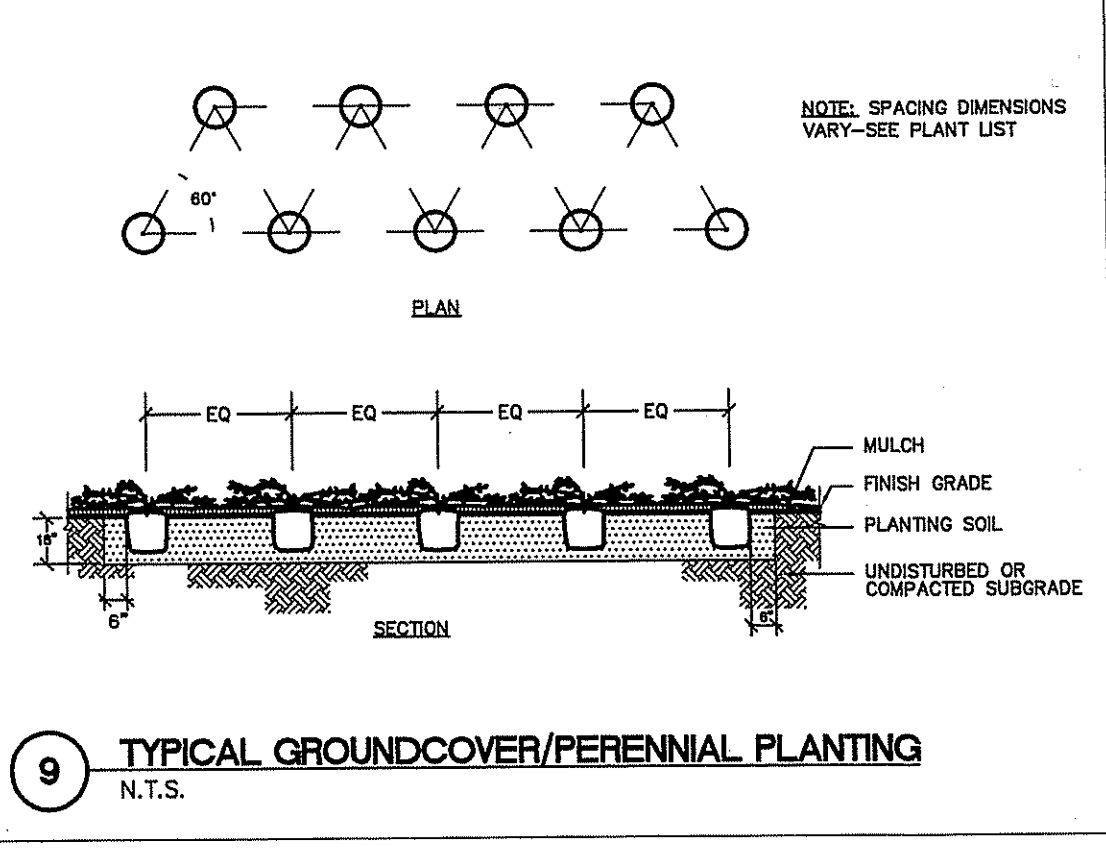 NOTE: SPACING DIMENSIONS
VARY-SEE PLANT LIST
60°
PLAN
EQ EQ EQ EQ
MULCH
FINISH GRADE
PLANTING SOIL
UNDISTURBED OR
COMPACTED SUBGRADE
6" 6"
SECTION
9 TYPICAL GROUNDCOVER/PERENNIAL PLANTING
N.T.S.